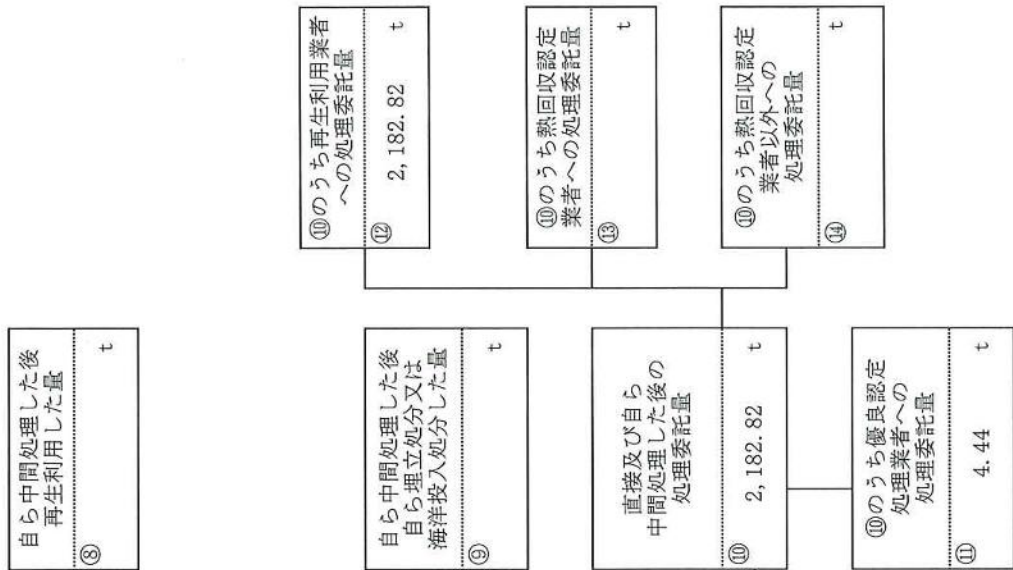 自ら中間処理した後
再生利用した量
⑧ t
自ら中間処理した後
自ら埋立処分又は
海洋投入処分した量
⑨ t
直接及び自ら
中間処理した後の
処理委託量
⑩ 2,182.82 t
⑩のうち優良認定
処理業者への
処理委託量
⑪ 4.44 t
⑩のうち再生利用業者
への処理委託量
⑫ 2,182.82 t
⑩のうち熱回収認定
業者への処理委託量
⑬ t
⑩のうち熱回収認定
業者以外への
処理委託量
⑭ t